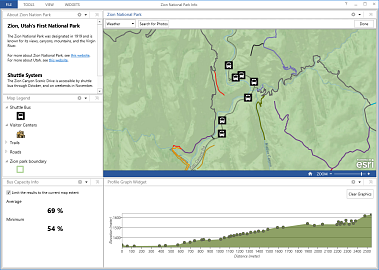 FILE TOOLS VIEW WIDGETS
Zion National Park Info
About Zion Nation Park
Zion, Utah's First National Park
The Zion National Park was designated in 1919 and is known for its views, canyons, mountains, and the Virgin River.
For more about Zion Park, see this website.
For more about Utah, see this website.
Shuttle System
The Zion Canyon Scenic Drive is accessible by shuttle bus through October, and on weekends in November.
Map Legend
Shuttle Bus
Visitor Centers
Trails
Roads
Zion park boundary
Bus Capacity Info
Limit the results to the current map extent
Average
69 %
Minimum
54 %
Zion National Park
Weather
Search for Photos
Done
esri
ZOOM
Profile Graph Widget
Clear Graphics
Distance (meter)